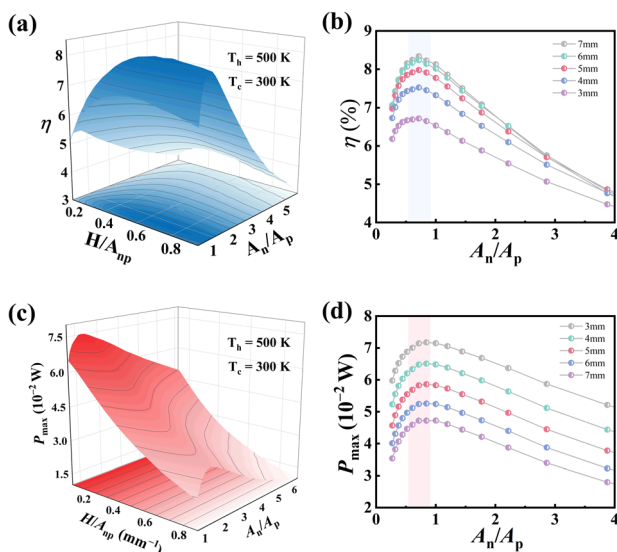 (a)
T_h = 500 K
T_c = 300 K
8
7
6
5
4
3
η
0.2
0.4
0.6
0.8
H/A_np
1
2
3
4
5
A_n/A_p
(b)
9
8
7
6
5
4
η (%)
7mm
6mm
5mm
4mm
3mm
0
1
2
3
4
A_n/A_p
(c)
T_h = 500 K
T_c = 300 K
7.5
6.0
4.5
3.0
1.5
P_max (10⁻² W)
0.2
0.4
0.6
0.8
H/A_np (mm⁻¹)
1
2
3
4
5
6
A_n/A_p
(d)
8
7
6
5
4
3
2
P_max (10⁻² W)
3mm
4mm
5mm
6mm
7mm
0
1
2
3
4
A_n/A_p